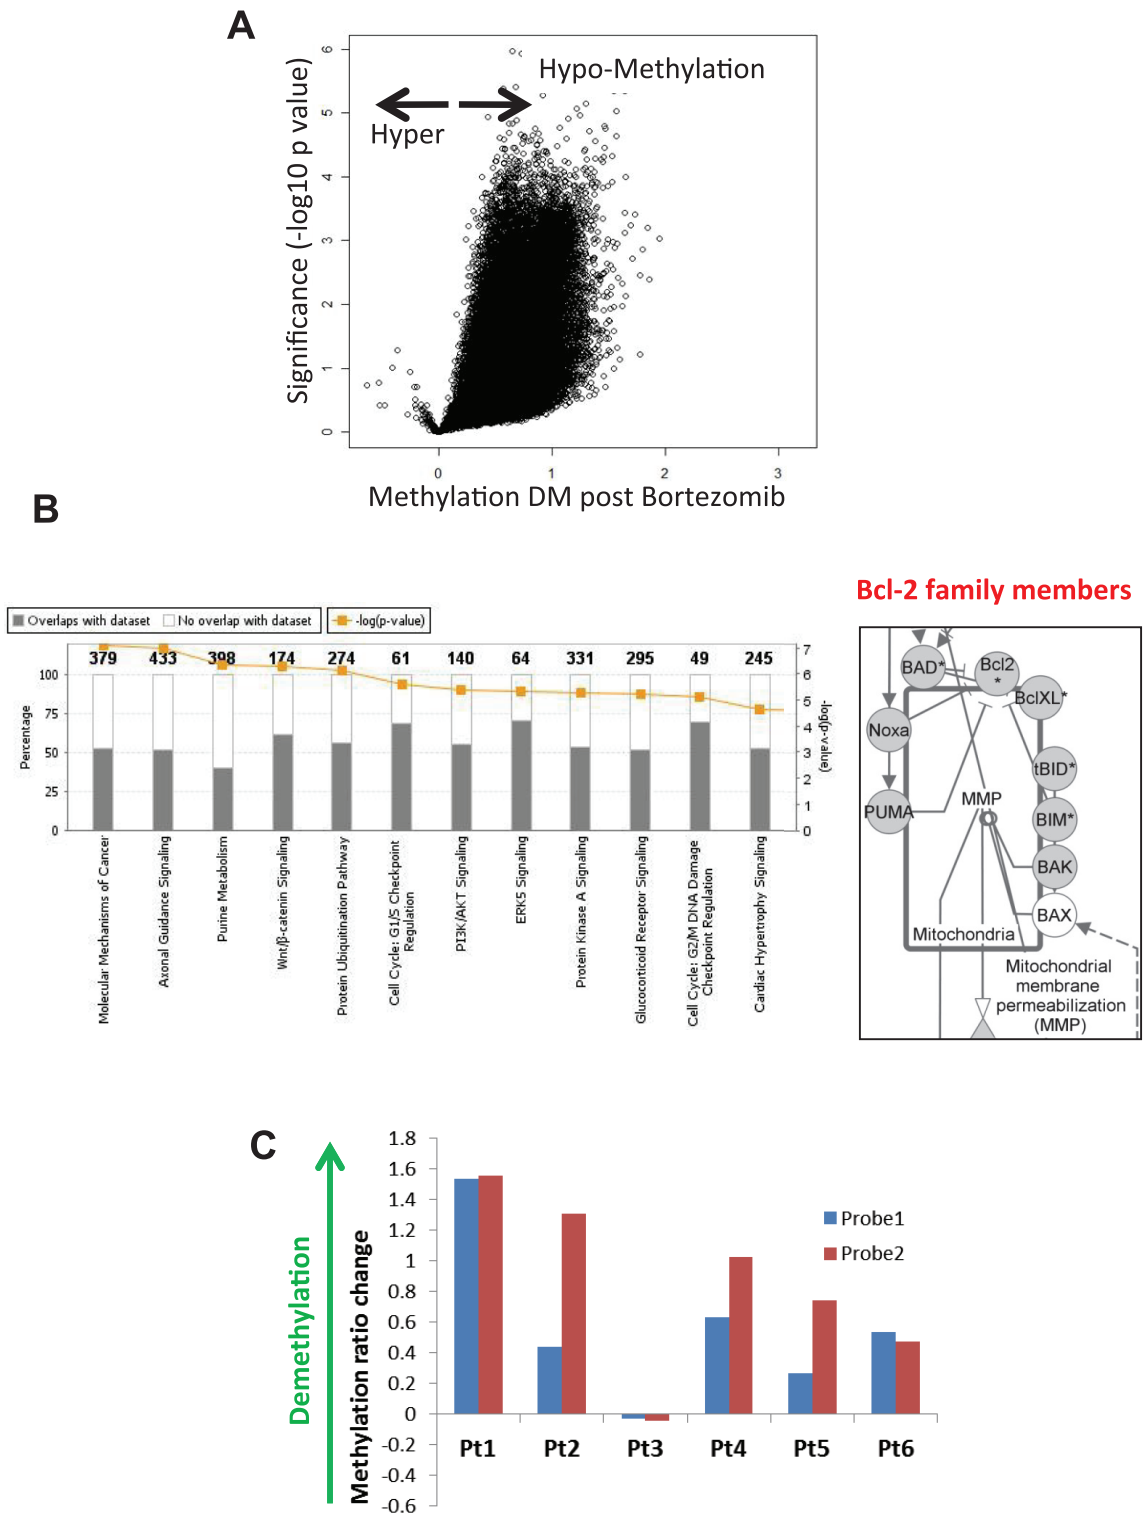 A
Significance (-log10 p value)
6
5
4
3
2
1
0
Hypo-Methylation
Hyper
0 1 2 3
Methylation DM post Bortezomib
B
Overlaps with dataset No overlap with dataset -log(p-value)
379 433 398 174 274 61 140 64 331 295 49 245
Percentage
100
75
50
25
0
-log(p-value)
7
6
5
4
3
2
1
0
Molecular Mechanisms of Cancer
Axonal Guidance Signaling
Purine Metabolism
Wnt/β-catenin Signaling
Protein Ubiquitination Pathway
Cell Cycle: G1/S Checkpoint
Regulation
PI3K/AKT Signaling
ERK5 Signaling
Protein Kinase A Signaling
Glucocorticoid Receptor Signaling
Cell Cycle: G2/M DNA Damage
Checkpoint Regulation
Cardiac Hypertrophy Signaling
Bcl-2 family members
BAD*
Bcl2
*
BclXL*
Noxa
tBID*
PUMA
MMP
BIM*
BAK
BAX
Mitochondria
Mitochondrial
membrane
permeabilization
(MMP)
C
Demethylation
Methylation ratio change
1.8
1.6
1.4
1.2
1
0.8
0.6
0.4
0.2
0
-0.2
-0.4
-0.6
Probe1
Probe2
Pt1 Pt2 Pt3 Pt4 Pt5 Pt6